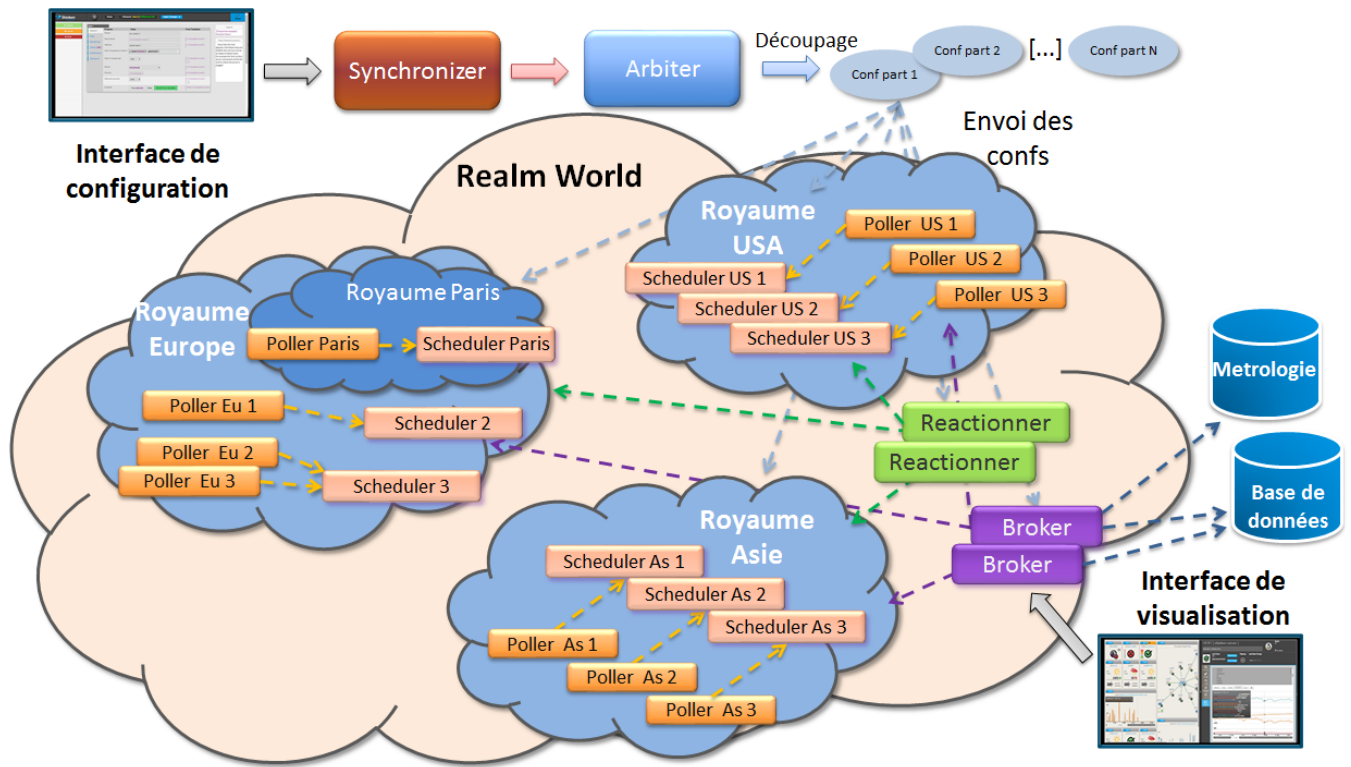 Synchronizer
Arbiter
Découpage
Conf part 1
Conf part 2
[...]
Conf part N
Interface de
configuration
Envoi des
confs
Realm World
Royaume
USA
Poller US 1
Poller US 2
Poller US 3
Scheduler US 1
Scheduler US 2
Scheduler US 3
Royaume Paris
Royaume
Europe
Poller Paris
Scheduler Paris
Poller Eu 1
Scheduler 2
Poller Eu 2
Poller Eu 3
Scheduler 3
Metrologie
Reactionner
Reactionner
Base de
données
Royaume
Asie
Broker
Broker
Scheduler As 1
Scheduler As 2
Scheduler As 3
Poller As 1
Poller As 2
Poller As 3
Interface de
visualisation